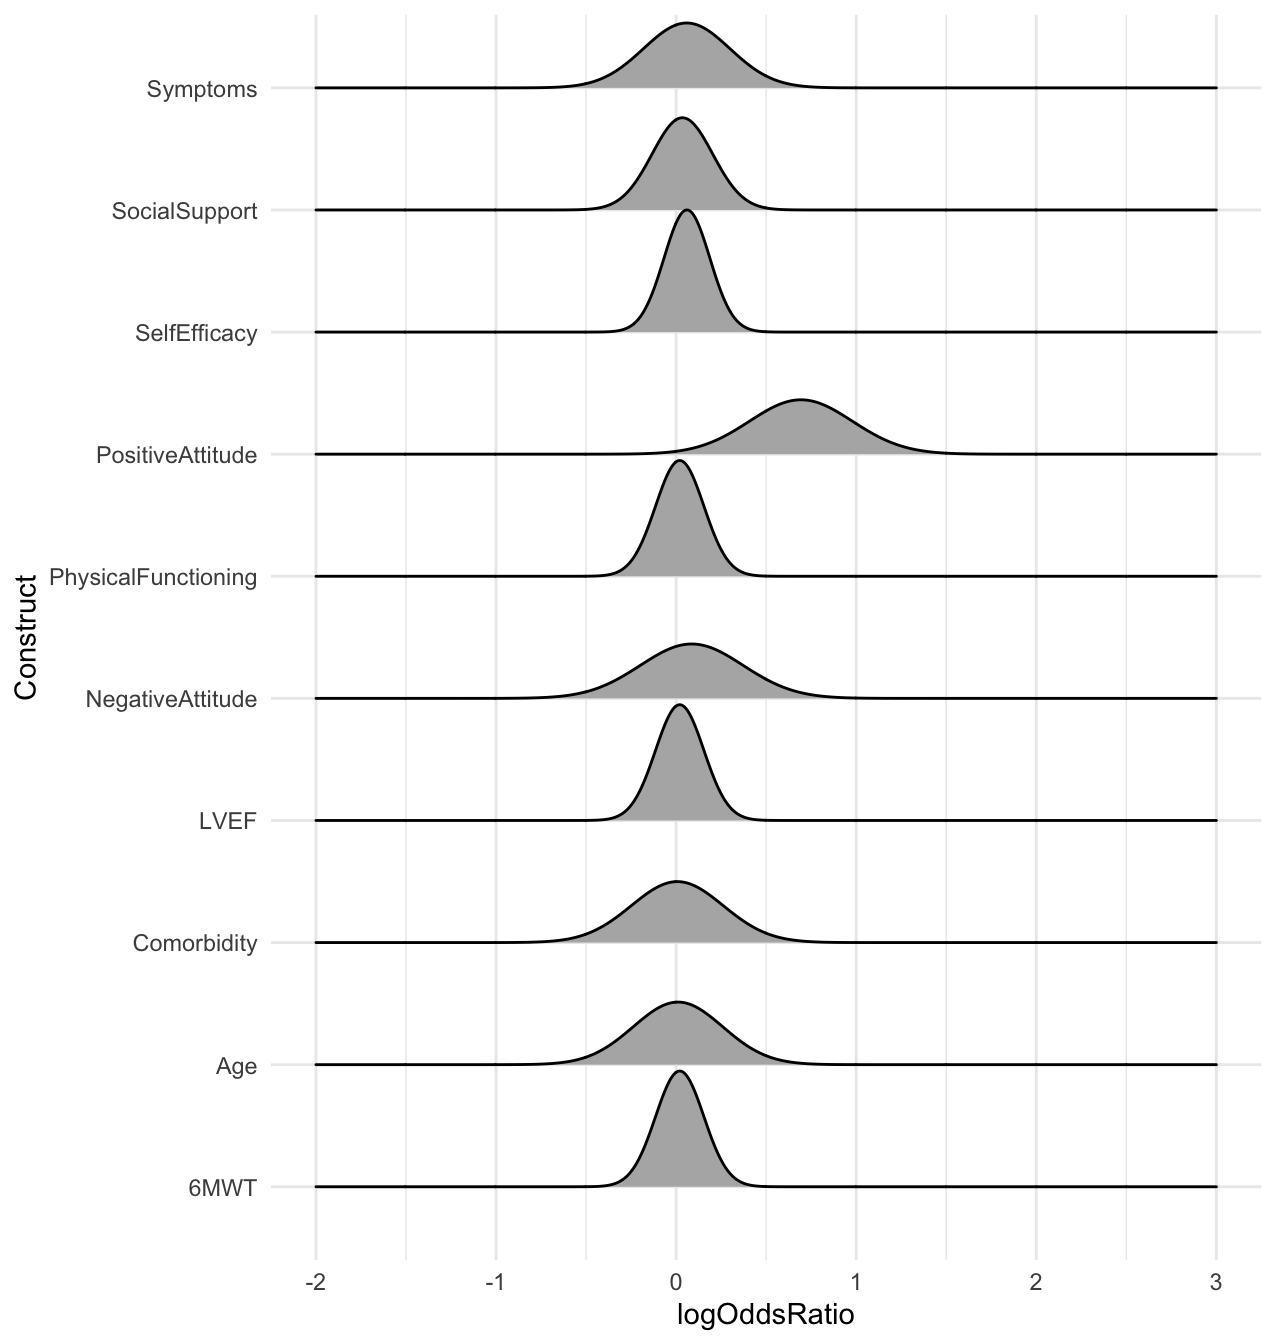 Symptoms
SocialSupport
SelfEfficacy
PositiveAttitude
PhysicalFunctioning
NegativeAttitude
LVEF
Comorbidity
Age
6MWT
Construct
-2 -1 0 1 2 3
logOddsRatio